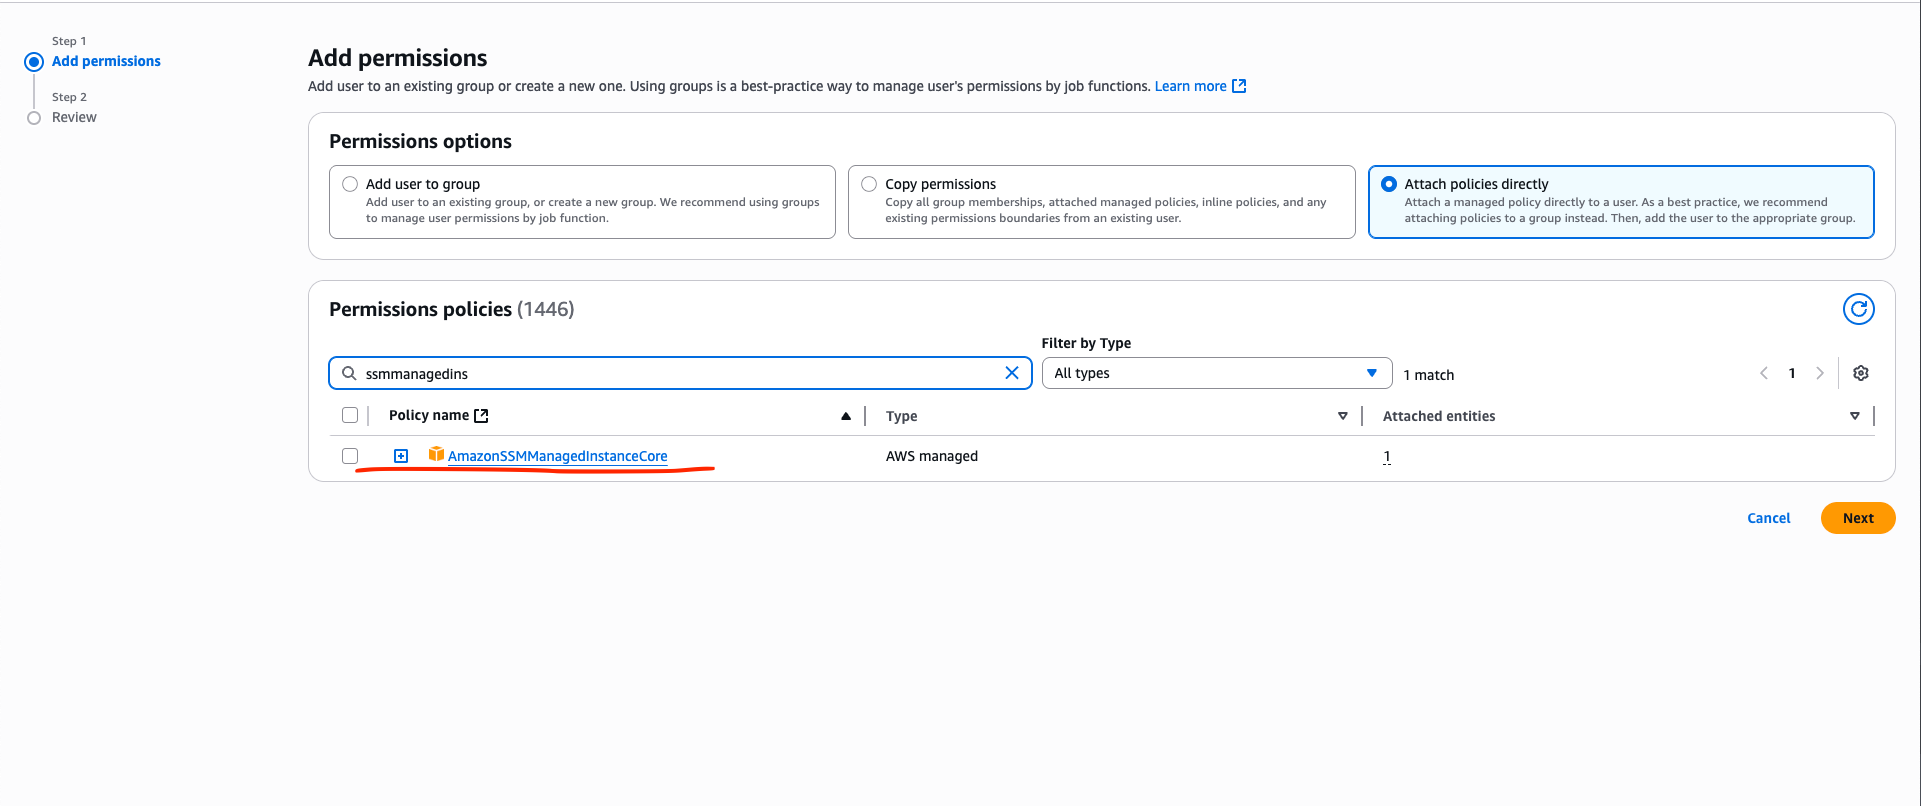 Step 1
Add permissions
Step 2
Review
Add permissions
Add user to an existing group or create a new one. Using groups is a best-practice way to manage user's permissions by job functions. Learn more
Permissions options
Add user to group
Add user to an existing group, or create a new group. We recommend using groups
to manage user permissions by job function.
Copy permissions
Copy all group memberships, attached managed policies, inline policies, and any
existing permissions boundaries from an existing user.
Attach policies directly
Attach a managed policy directly to a user. As a best practice, we recommend
attaching policies to a group instead. Then, add the user to the appropriate group.
Permissions policies (1446)
Filter by Type
ssmmanagedins
All types
1 match
1
Policy name
Type
Attached entities
AmazonSSMManagedInstanceCore
AWS managed
1
Cancel
Next